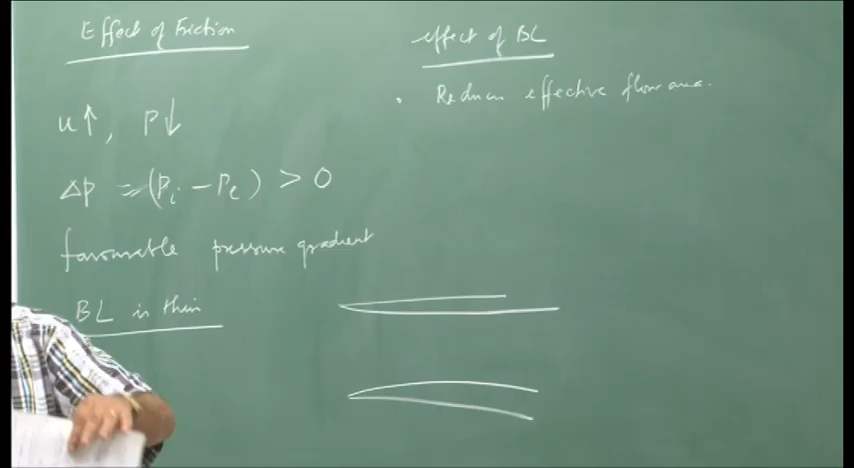 Effect of Friction
u↑, P↓
Δp = (Pi - Pe) > 0
favourable pressure gradient
BL is thin
effect of BL
• Reduces effective flow area.